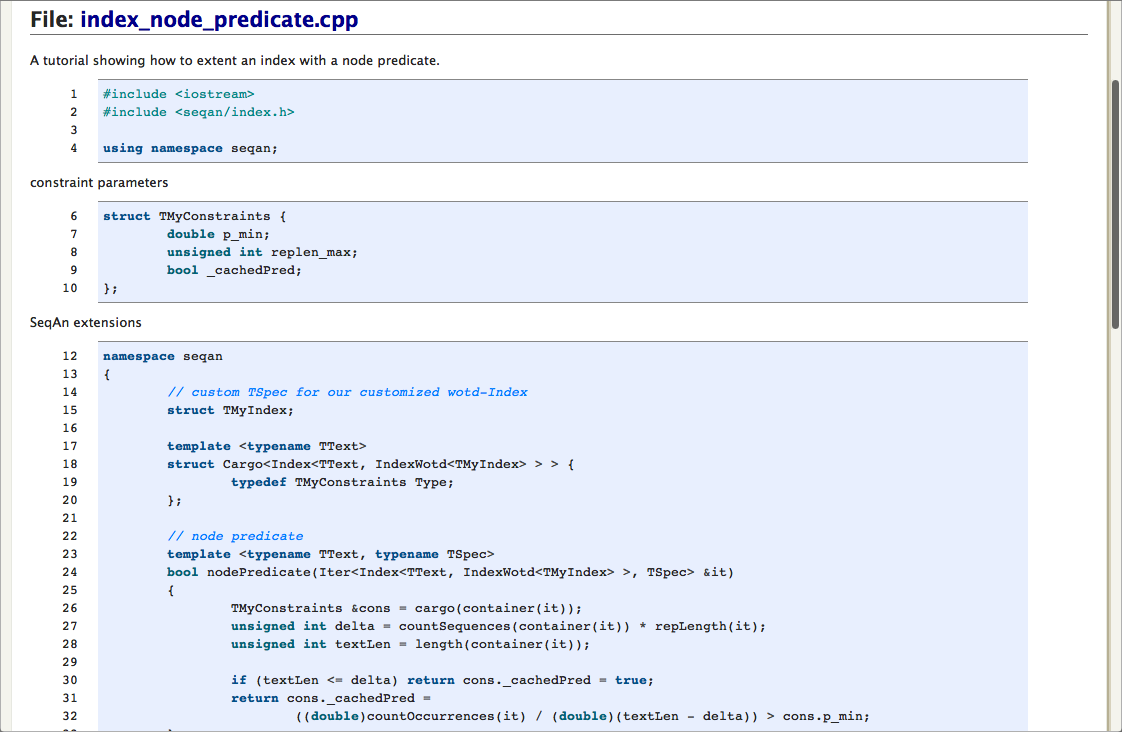 File: index_node_predicate.cpp
A tutorial showing how to extent an index with a node predicate.
1 #include <iostream>
2 #include <seqan/index.h>
3
4 using namespace seqan;
constraint parameters
6 struct TMyConstraints {
7 double p_min;
8 unsigned int replen_max;
9 bool _cachedPred;
10 };
SeqAn extensions
12 namespace seqan
13 {
14 // custom TSpec for our customized wotd-Index
15 struct TMyIndex;
16
17 template <typename TText>
18 struct Cargo<Index<TText, IndexWotd<TMyIndex> > > {
19 typedef TMyConstraints Type;
20 };
21
22 // node predicate
23 template <typename TText, typename TSpec>
24 bool nodePredicate(Iter<Index<TText, IndexWotd<TMyIndex> >, TSpec> &it)
25 {
26 TMyConstraints &cons = cargo(container(it));
27 unsigned int delta = countSequences(container(it)) * repLength(it);
28 unsigned int textLen = length(container(it));
29
30 if (textLen <= delta) return cons._cachedPred = true;
31 return cons._cachedPred =
32 ((double)countOccurrences(it) / (double)(textLen - delta)) > cons.p_min;